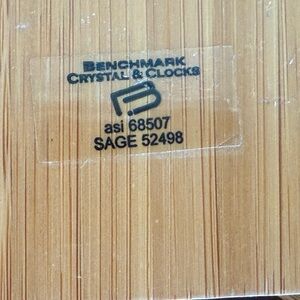 BENCHMARK
CRYSTAL & CLOCKS
asi 68507
SAGE 52498